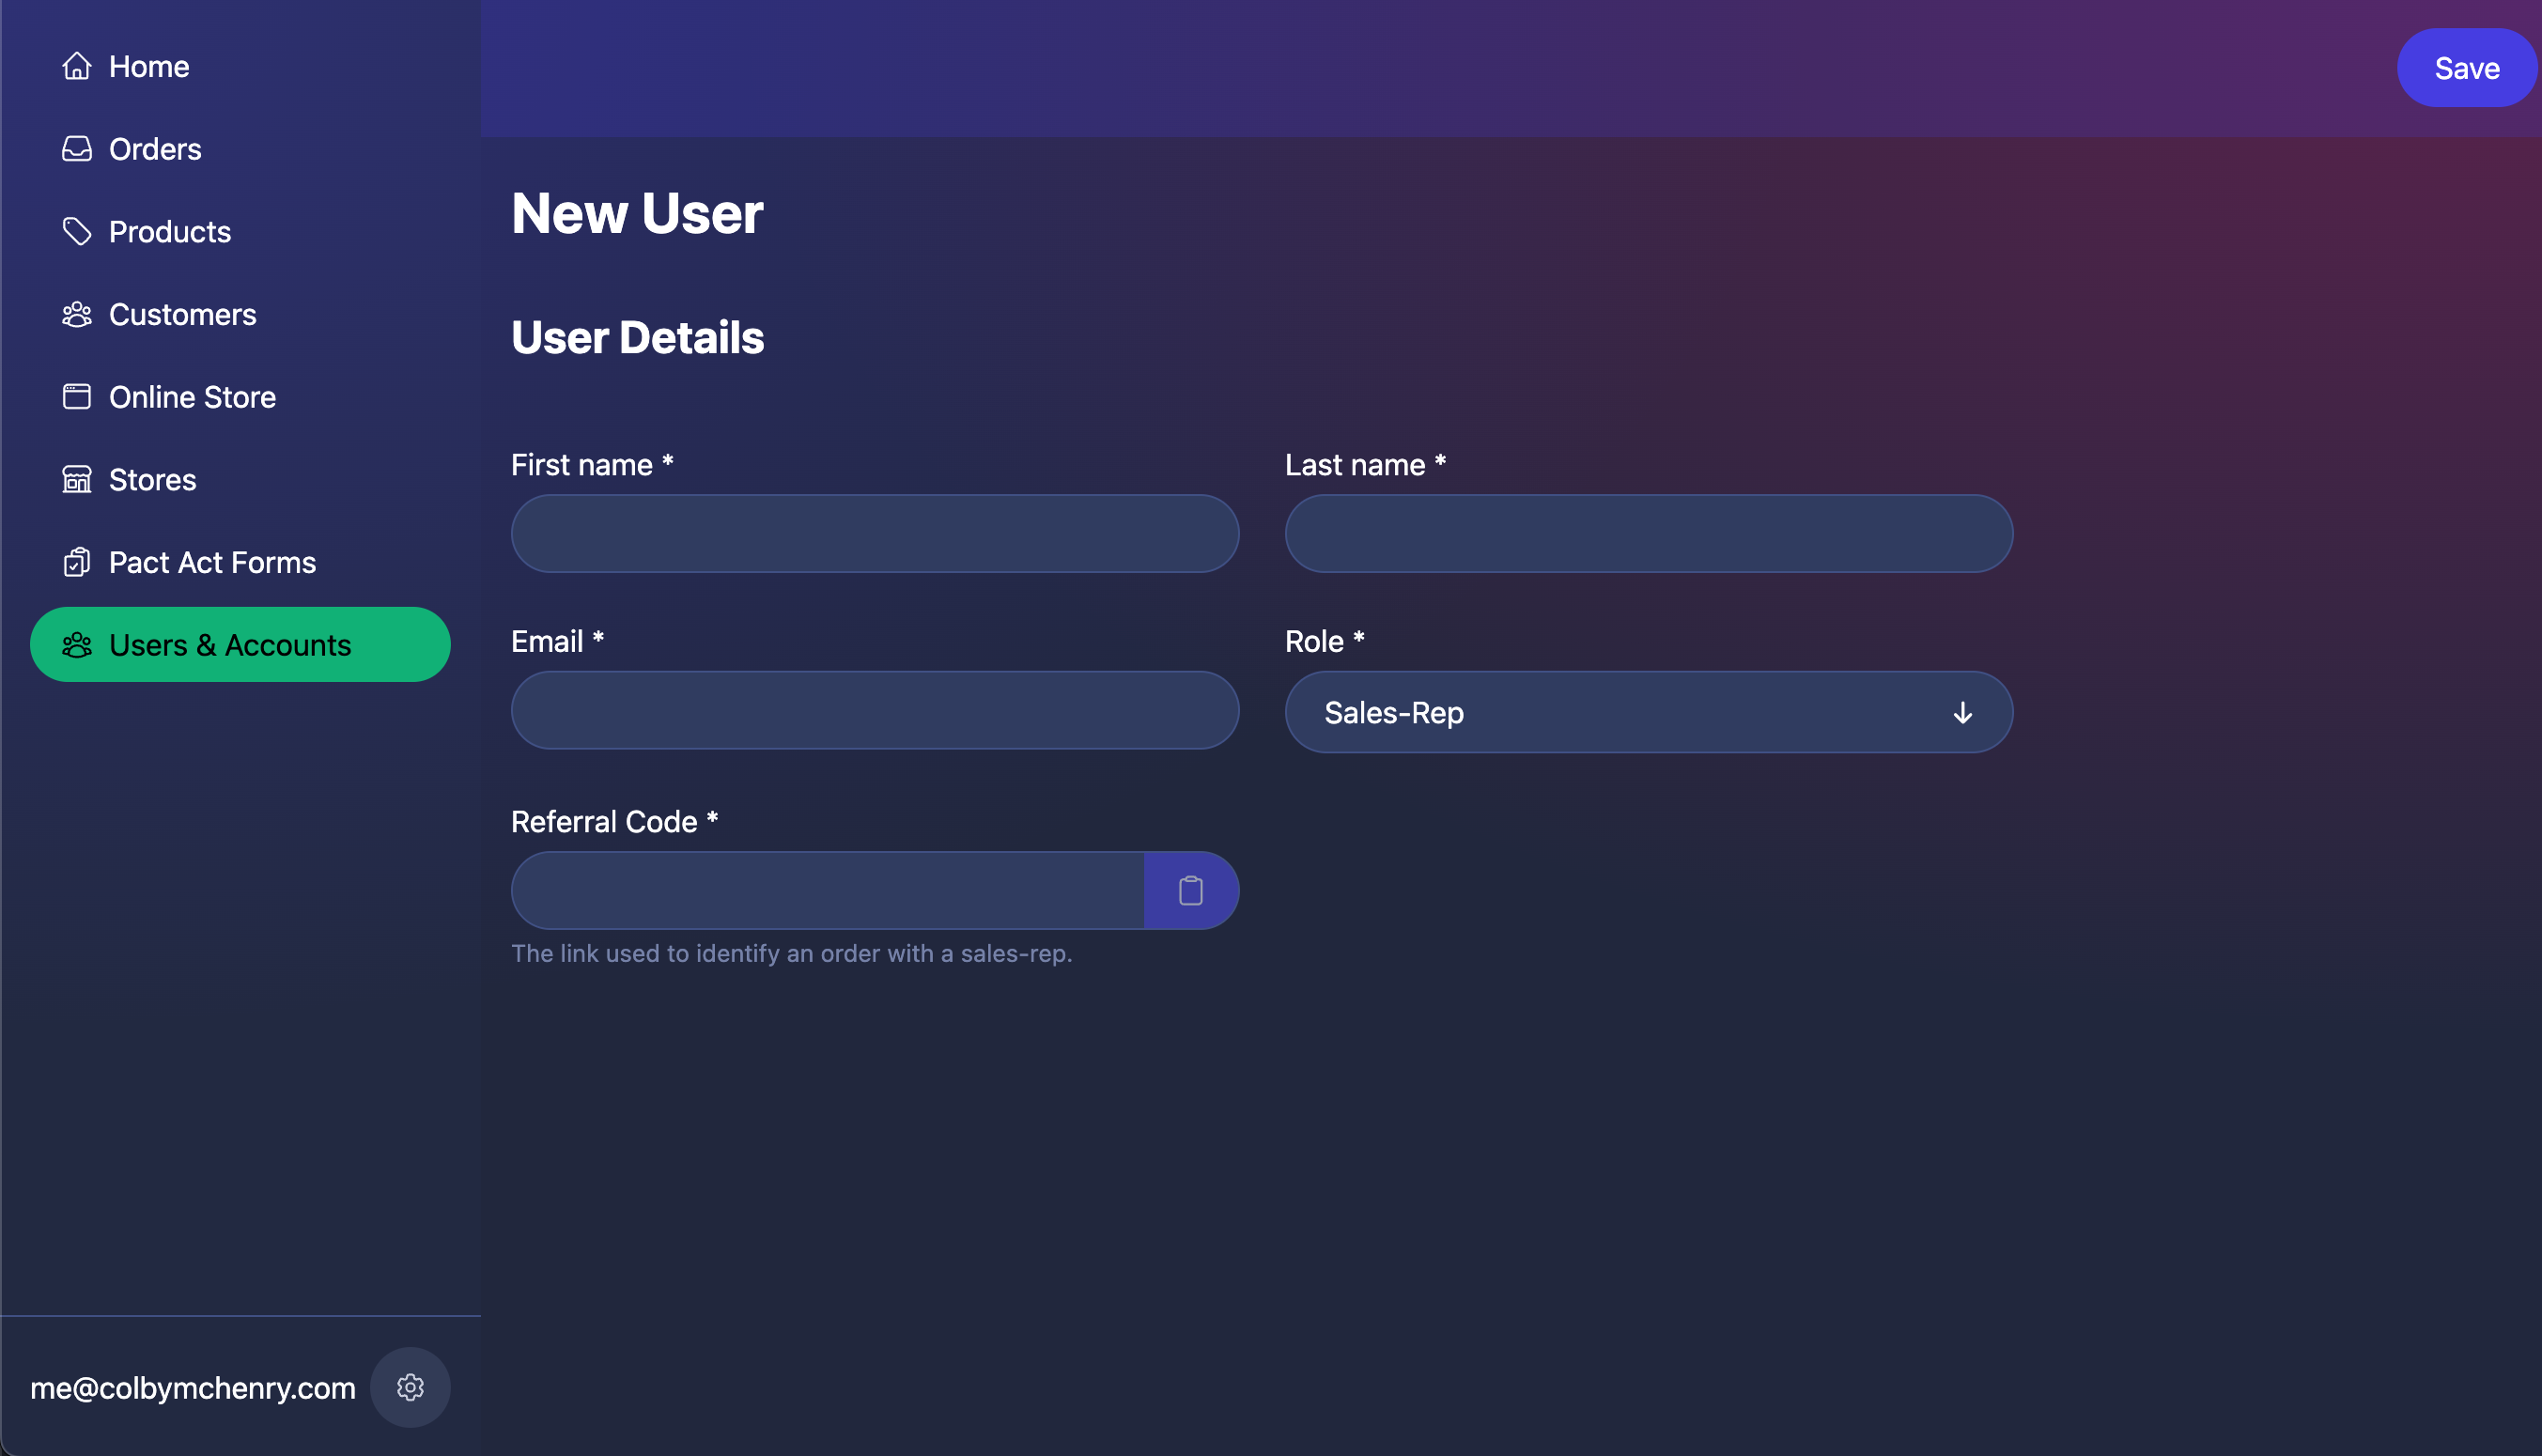 Home
Orders
Products
Customers
Online Store
Stores
Pact Act Forms
Users & Accounts
me@colbymchenry.com
Save
New User
User Details
First name *
Last name *
Email *
Role *
Sales-Rep
Referral Code *
The link used to identify an order with a sales-rep.